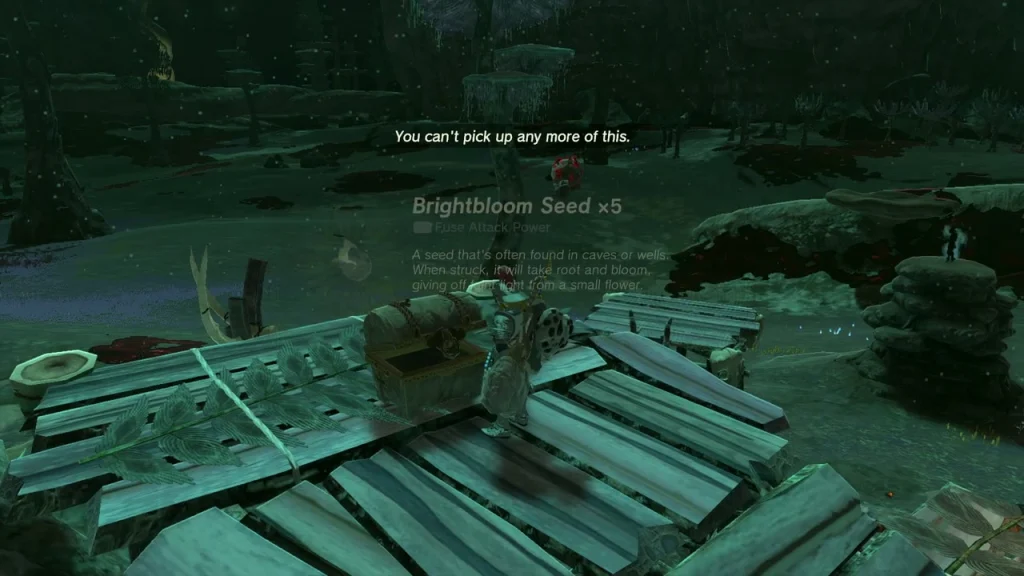 You can't pick up any more of this.
Brightbloom Seed ×5
Fuse Attack Power
A seed that's often found in caves or wells.
When struck, it will take root and bloom,
giving off faint light from a small flower.